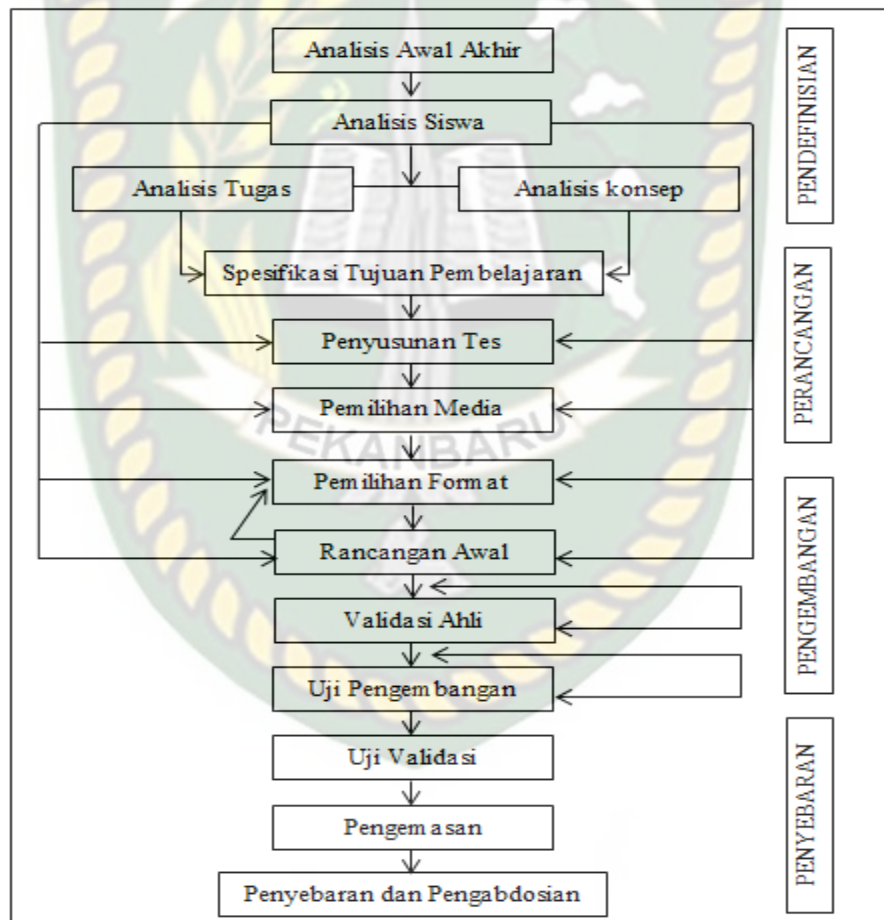 Analisis Awal Akhir
Analisis Siswa
Analisis Tugas
Analisis konsep
Spesifikasi Tujuan Pembelajaran
Penyusunan Tes
Pemilihan Media
PEKANBARU
Pemilihan Format
Rancangan Awal
Validasi Ahli
Uji Pengembangan
Uji Validasi
Pengemasan
Penyebaran dan Pengabdosian
PENDEFINISIAN
PERANCANGAN
PENGEMBANGAN
PENYEBARAN